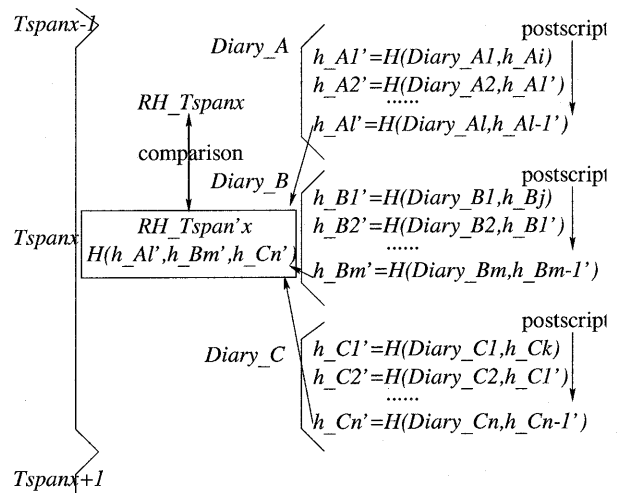 Tspanx-1
postscript
Diary_A
h_A1’=H(Diary_A1,h_Ai)
h_A2’=H(Diary_A2,h_A1’)
......
h_Al’=H(Diary_Al,h_Al-1’)
RH_Tspanx
comparison
postscript
Diary_B
h_B1’=H(Diary_B1,h_Bj)
h_B2’=H(Diary_B2,h_B1’)
......
h_Bm’=H(Diary_Bm,h_Bm-1’)
Tspanx
RH_Tspan’x
H(h_Al’,h_Bm’,h_Cn’)
postscript
Diary_C
h_C1’=H(Diary_C1,h_Ck)
h_C2’=H(Diary_C2,h_C1’)
......
h_Cn’=H(Diary_Cn,h_Cn-1’)
Tspanx+1